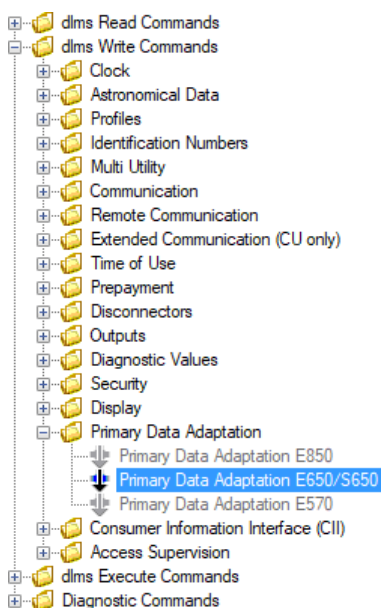 dlms Read Commands
dlms Write Commands
Clock
Astronomical Data
Profiles
Identification Numbers
Multi Utility
Communication
Remote Communication
Extended Communication (CU only)
Time of Use
Prepayment
Disconnectors
Outputs
Diagnostic Values
Security
Display
Primary Data Adaptation
Primary Data Adaptation E850
Primary Data Adaptation E650/S650
Primary Data Adaptation E570
Consumer Information Interface (CII)
Access Supervision
dlms Execute Commands
Diagnostic Commands